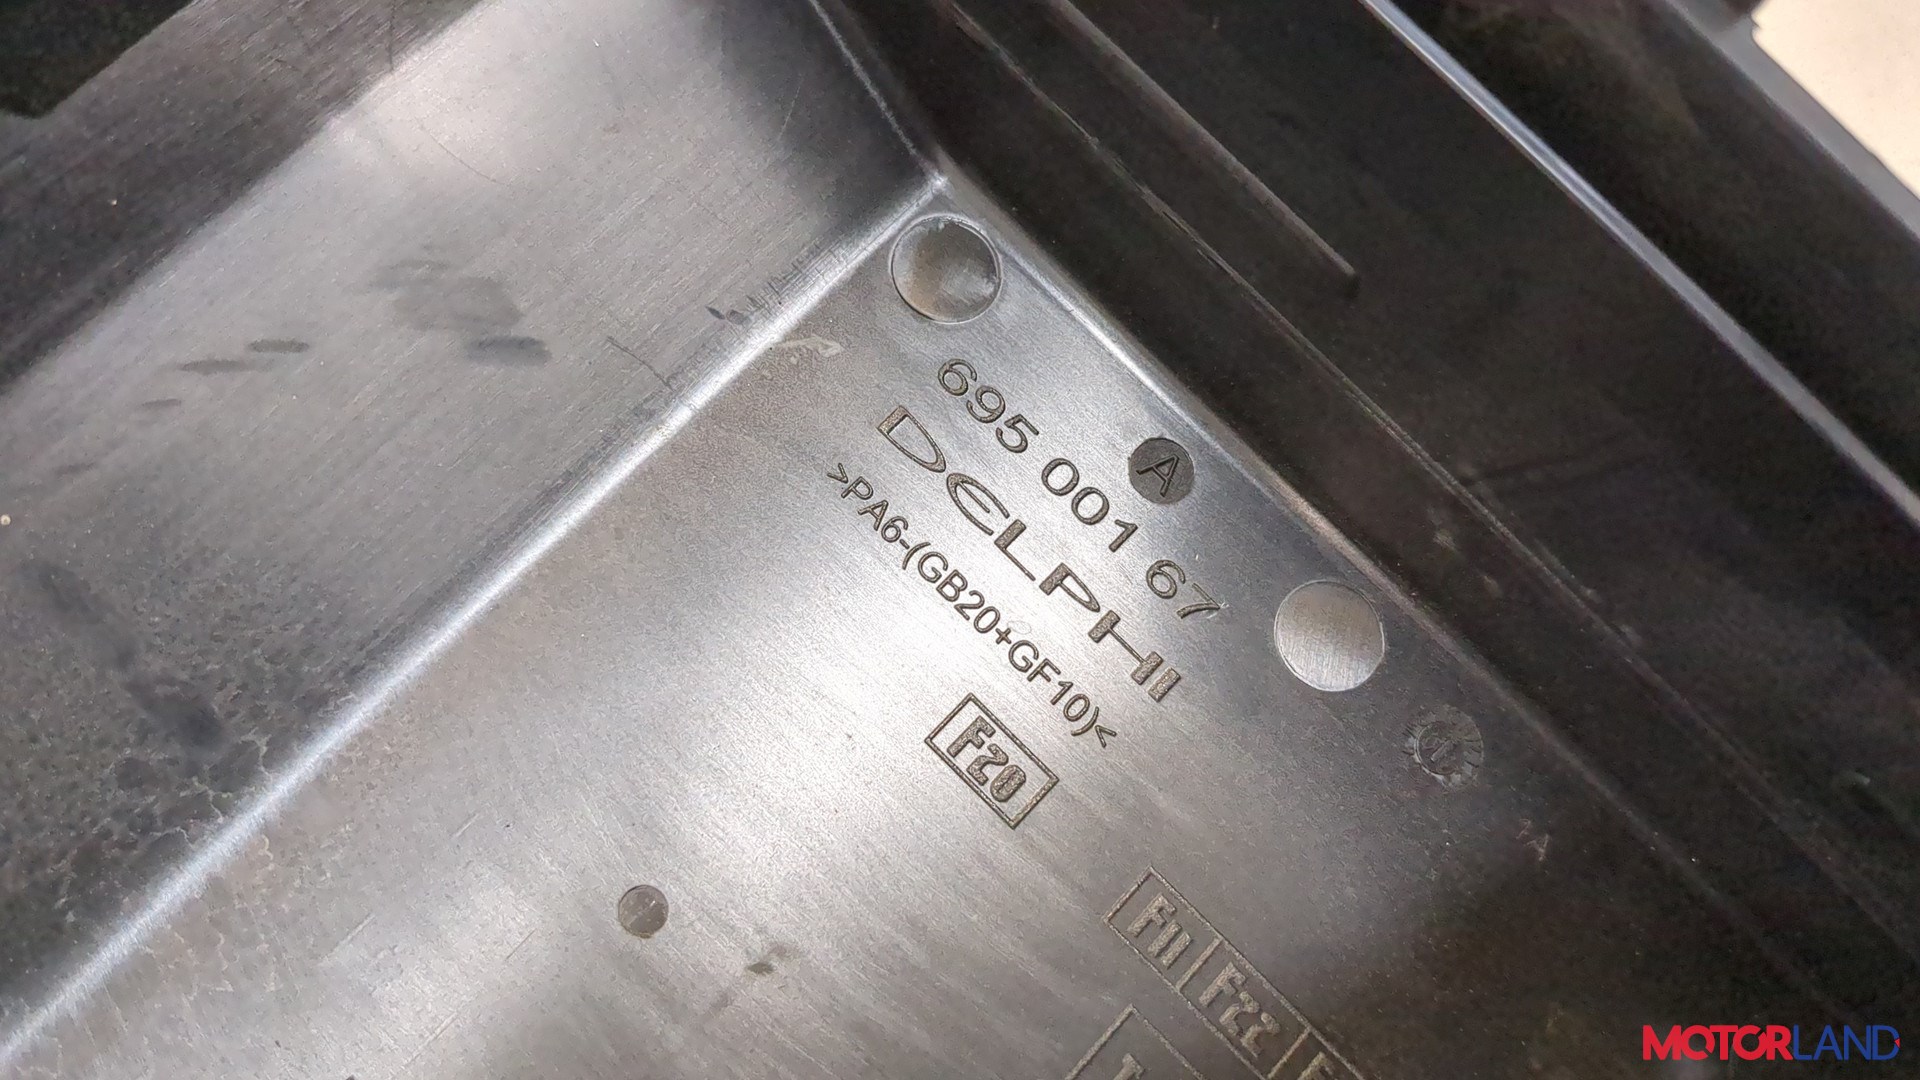 695 001 67
A
DELPHI
>PA6-(GB20+GF10)<
F20
F11 F22
MOTORLAND